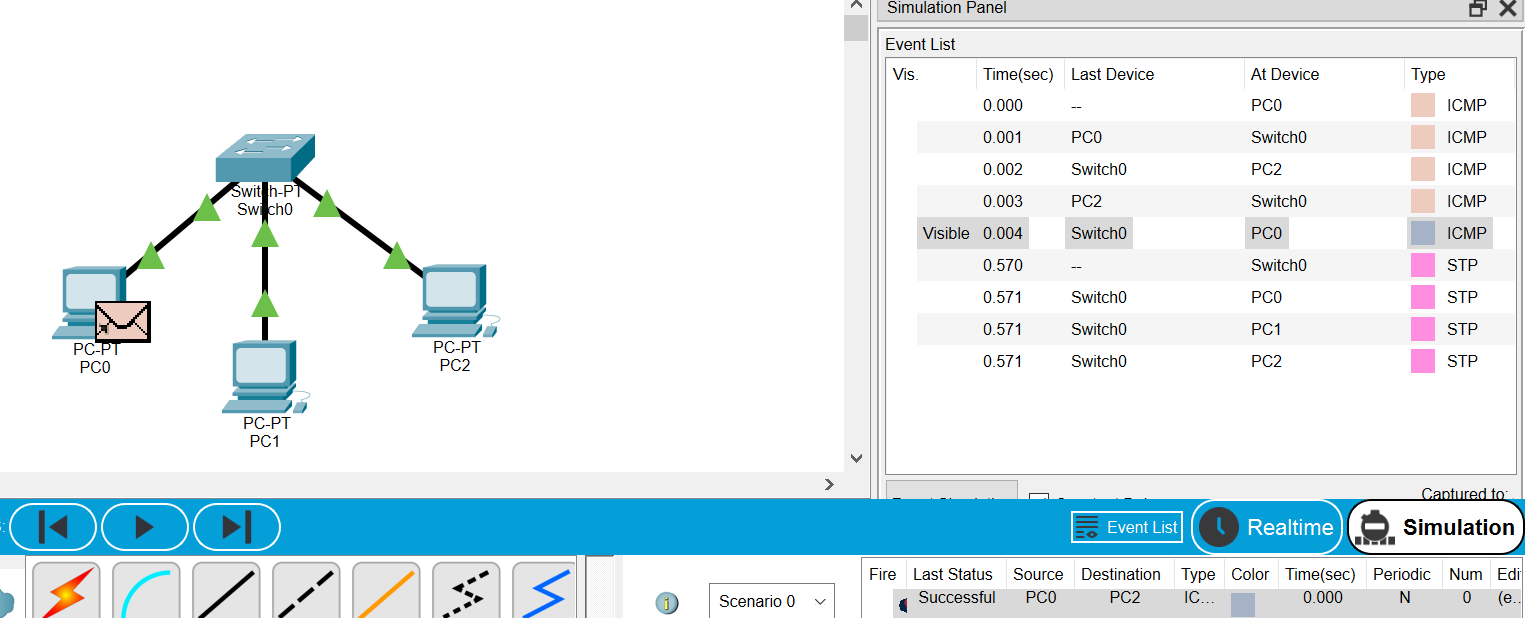 Simulation Panel
Event List
Vis. Time(sec) Last Device At Device Type
0.000 -- PC0 ICMP
0.001 PC0 Switch0 ICMP
0.002 Switch0 PC2 ICMP
0.003 PC2 Switch0 ICMP
Visible 0.004 Switch0 PC0 ICMP
0.570 -- Switch0 STP
0.571 Switch0 PC0 STP
0.571 Switch0 PC1 STP
0.571 Switch0 PC2 STP
Switch-PT
Switch0
PC-PT
PC0
PC-PT
PC1
PC-PT
PC2
Captured to:
Event List
Realtime
Simulation
Scenario 0
Fire Last Status Source Destination Type Color Time(sec) Periodic Num Edi
Successful PC0 PC2 IC... 0.000 N 0 (e...